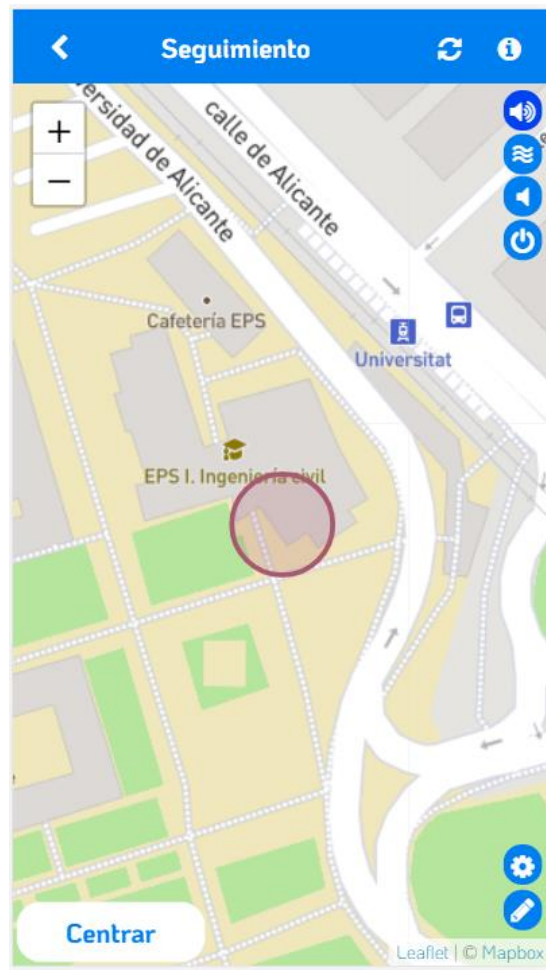 Seguimiento
+
−
ersidad de Alicante
calle de Alicante
Cafetería EPS
Universitat
EPS I. Ingeniería civil
Centrar
Leaflet | © Mapbox